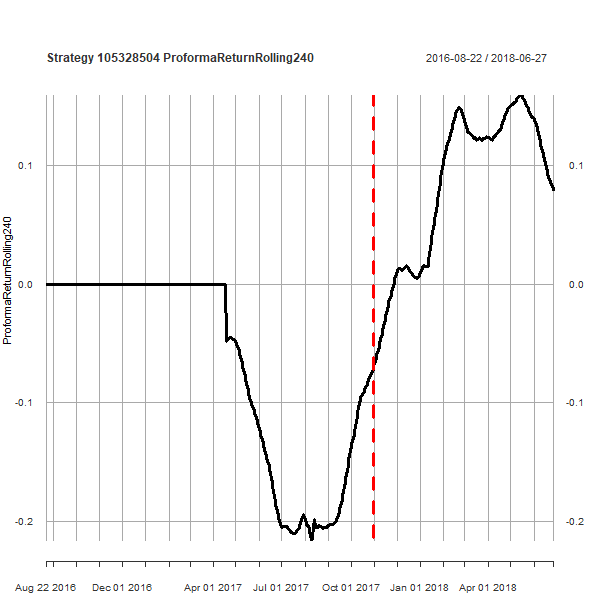 Strategy 105328504 ProformaReturnRolling240
2016-08-22 / 2018-06-27
ProformaReturnRolling240
0.1
0.0
-0.1
-0.2
0.1
0.0
-0.1
-0.2
Aug 22 2016 Dec 01 2016 Apr 01 2017 Jul 01 2017 Oct 01 2017 Jan 01 2018 Apr 01 2018